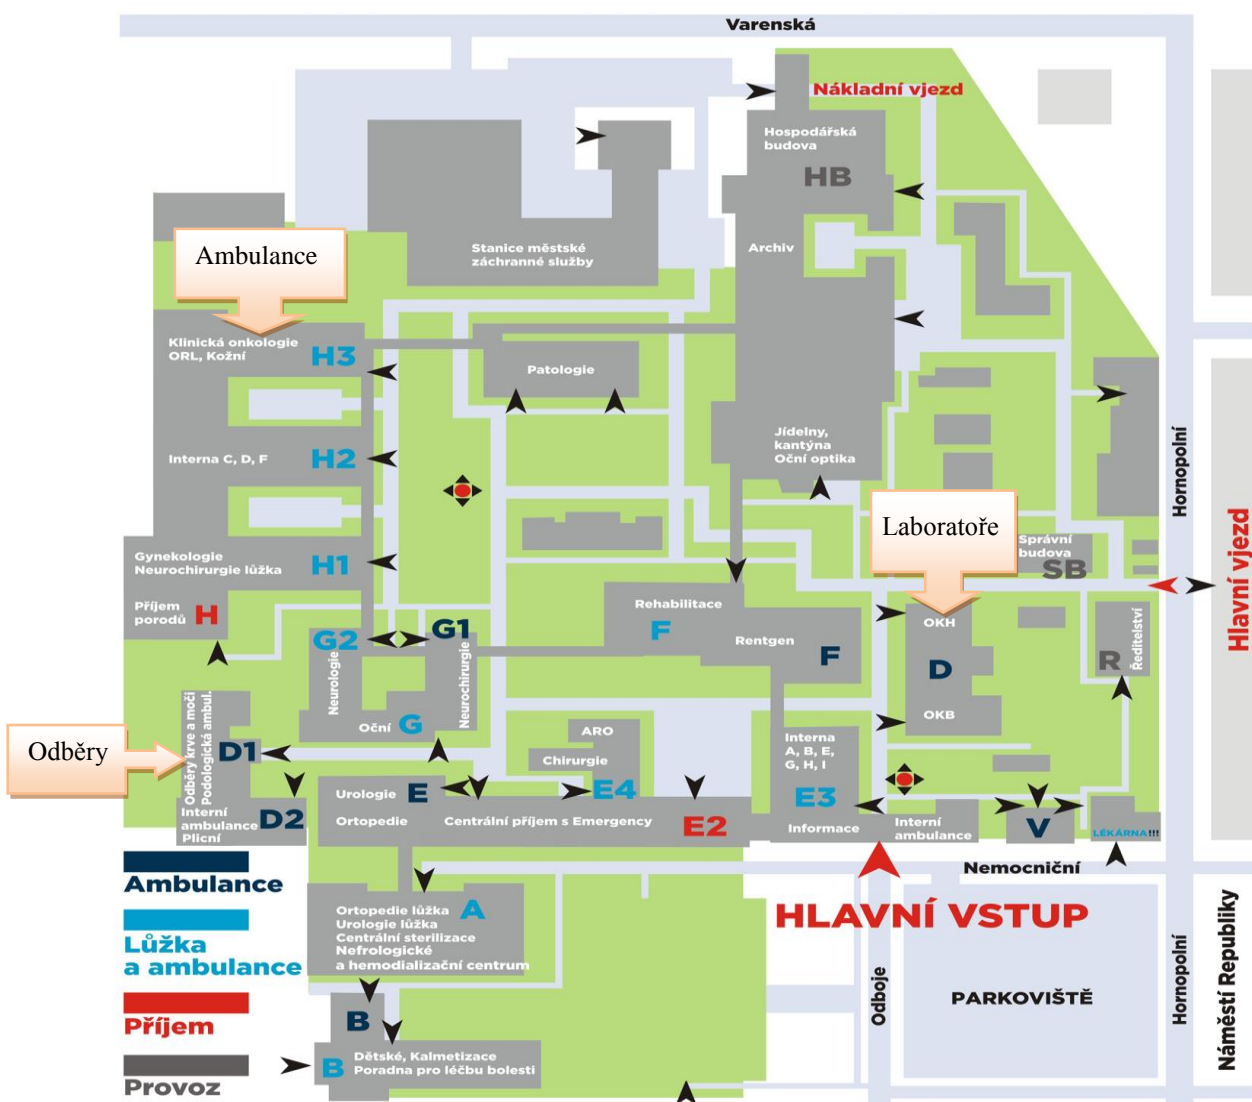 Varenská
Nákladní vjezd
Hospodářská
budova
HB
Archiv
Stanice městské
záchranné služby
Ambulance
Klinická onkologie
ORL, Kožní
H3
Patologie
Jídelny,
kantýna
Oční optika
Interna C, D, F
H2
Hornopolní
Laboratoře
Hlavní vjezd
Správní
budova
SB
Gynekologie
Neurochirurgie lůžka
H1
Příjem
porodů
H
Rehabilitace
F
Rentgen
F
OKH
D
OKB
R
Ředitelství
G2
G1
Neurologie
Neurochirurgie
Oční
G
Odběry
Odběry krve a moči
Podologická ambul.
D1
Interní
ambulance
Plicní
D2
ARO
Chirurgie
E4
Interna
A, B, E,
G, H, I
E3
Urologie
E
Ortopedie
Centrální příjem s Emergency
E2
Informace
Interní
ambulance
V
LÉKÁRNA!!!
Nemocniční
HLAVNÍ VSTUP
Ambulance
Lůžka
a ambulance
Příjem
Provoz
Ortopedie lůžka
A
Urologie lůžka
Centrální sterilizace
Nefrologické
a hemodializační centrum
B
B
Dětské, Kalmetizace
Poradna pro léčbu bolesti
Odboje
PARKOVIŠTĚ
Hornopolní
Náměstí Republiky